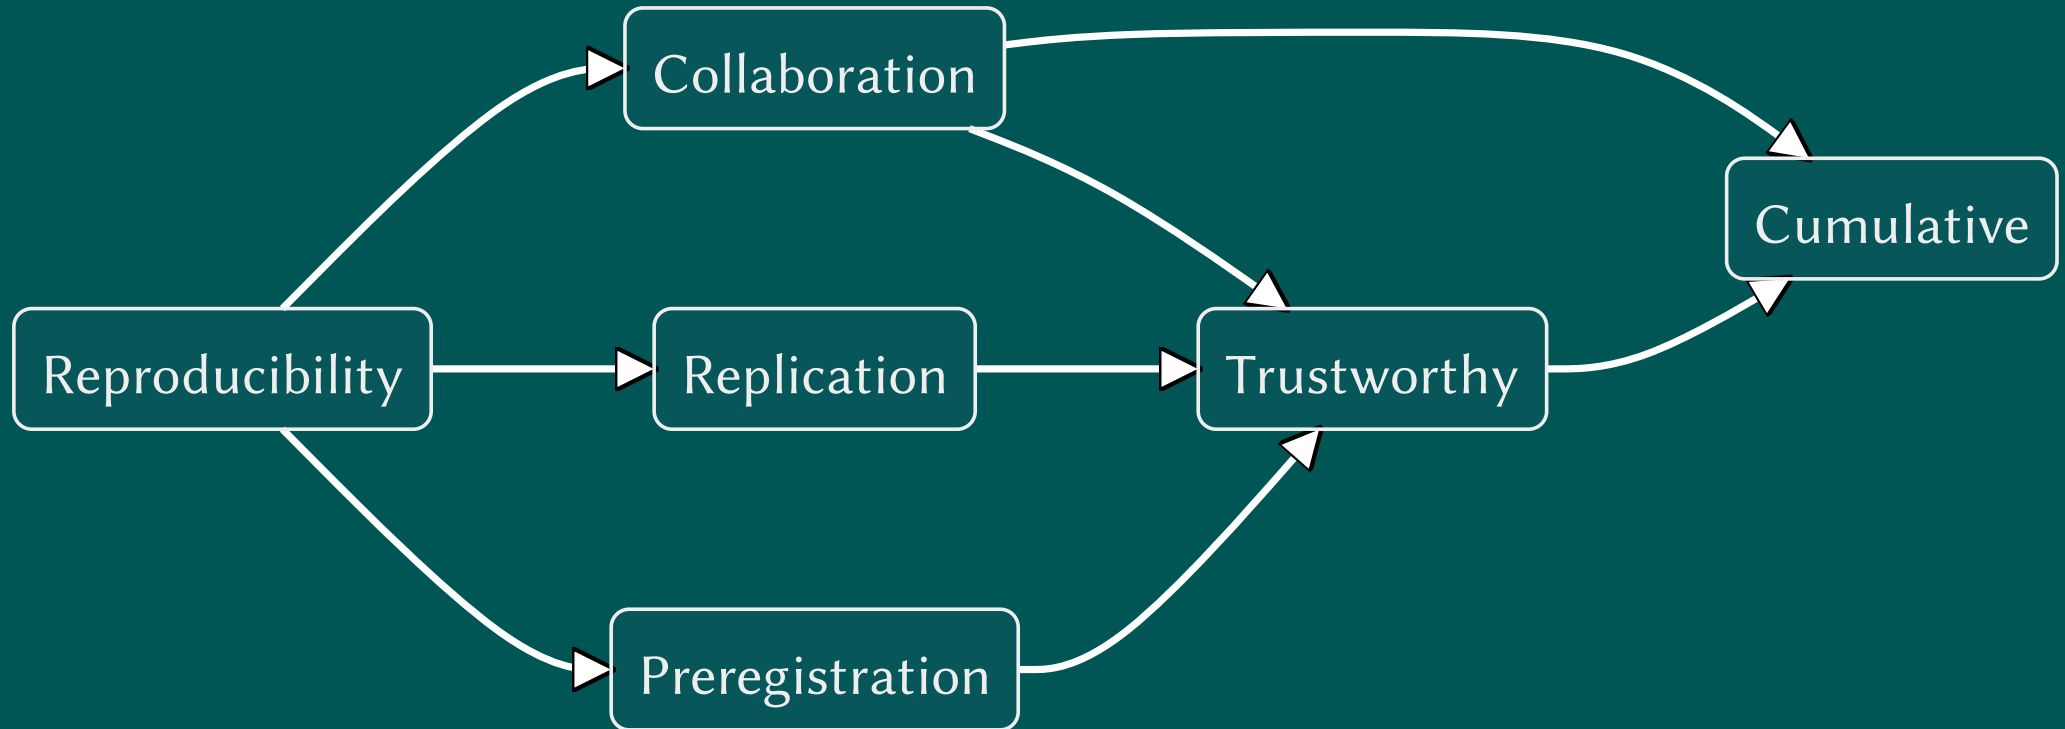 Collaboration
Cumulative
Reproducibility
Replication
Trustworthy
Preregistration